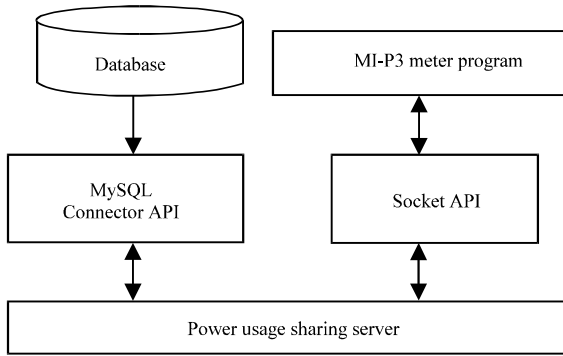 Database
MI-P3 meter program
MySQL
Connector API
Socket API
Power usage sharing server